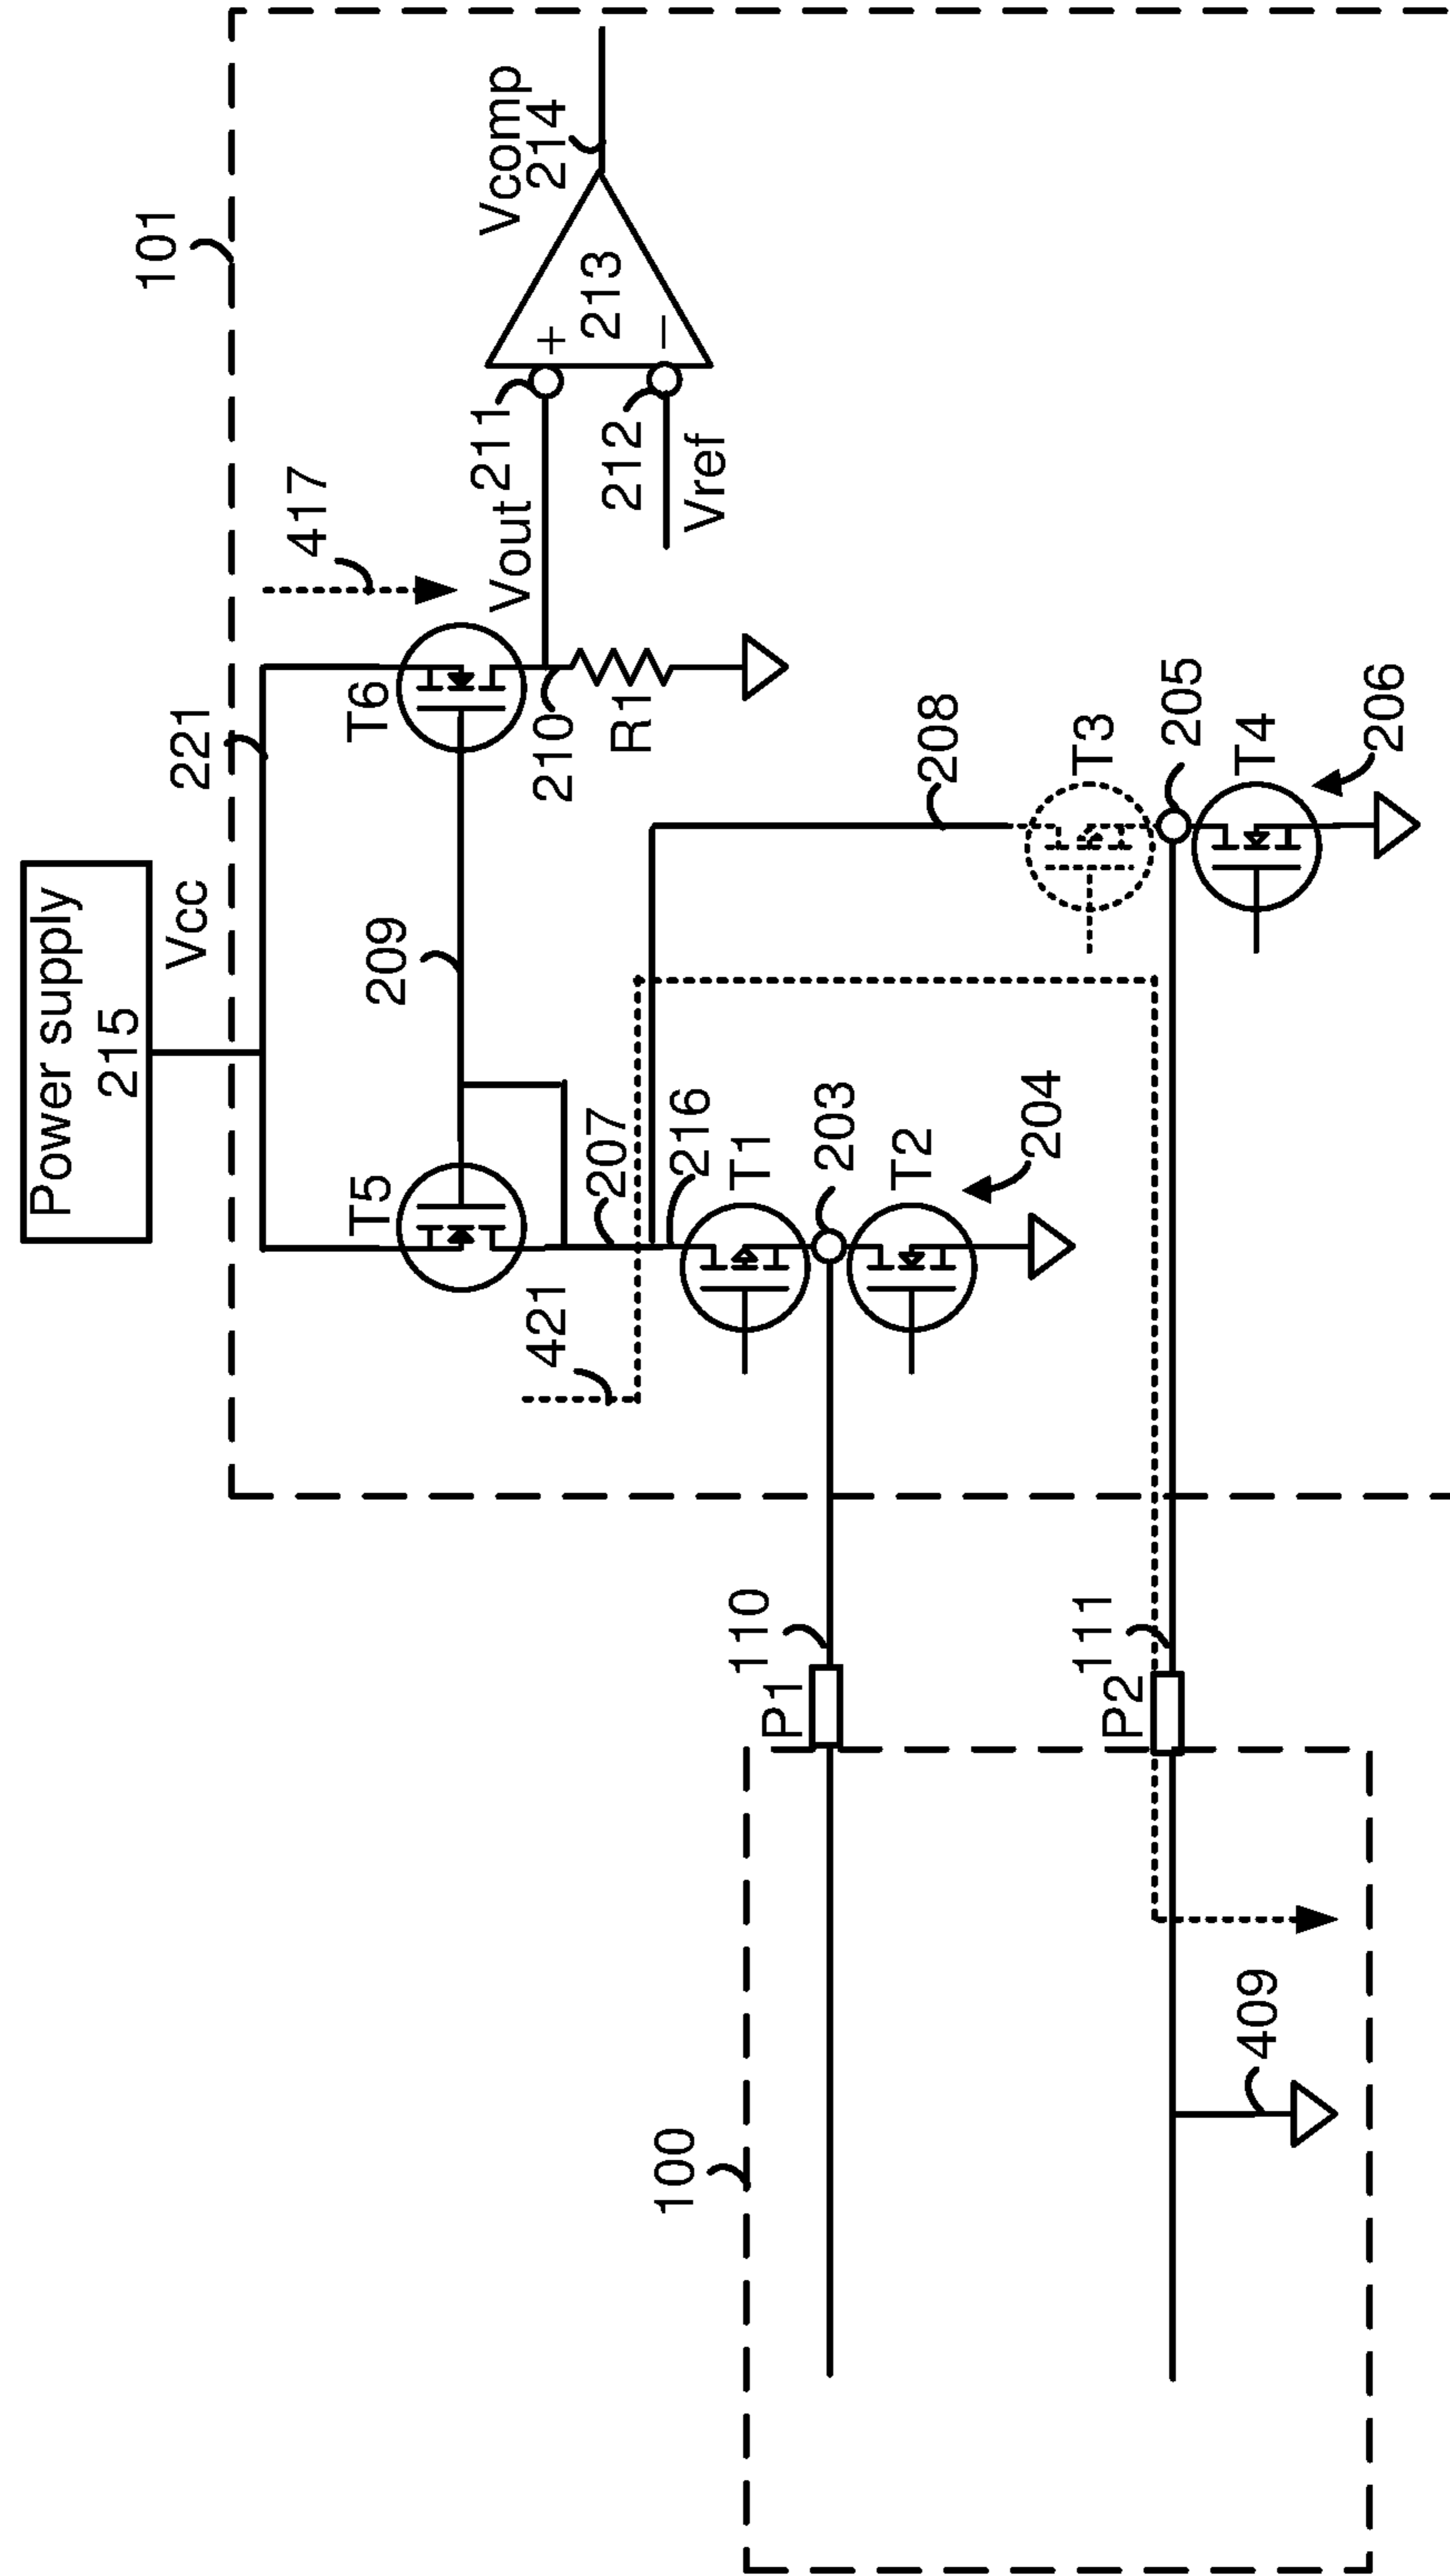 101
Power supply
215
Vcc
221
417
T5
T6
209
Vout
211
Vcomp
214
+
213
−
212
Vref
210
R1
421
207
216
T1
203
T2
204
208
T3
205
T4
206
110
P1
111
P2
100
409